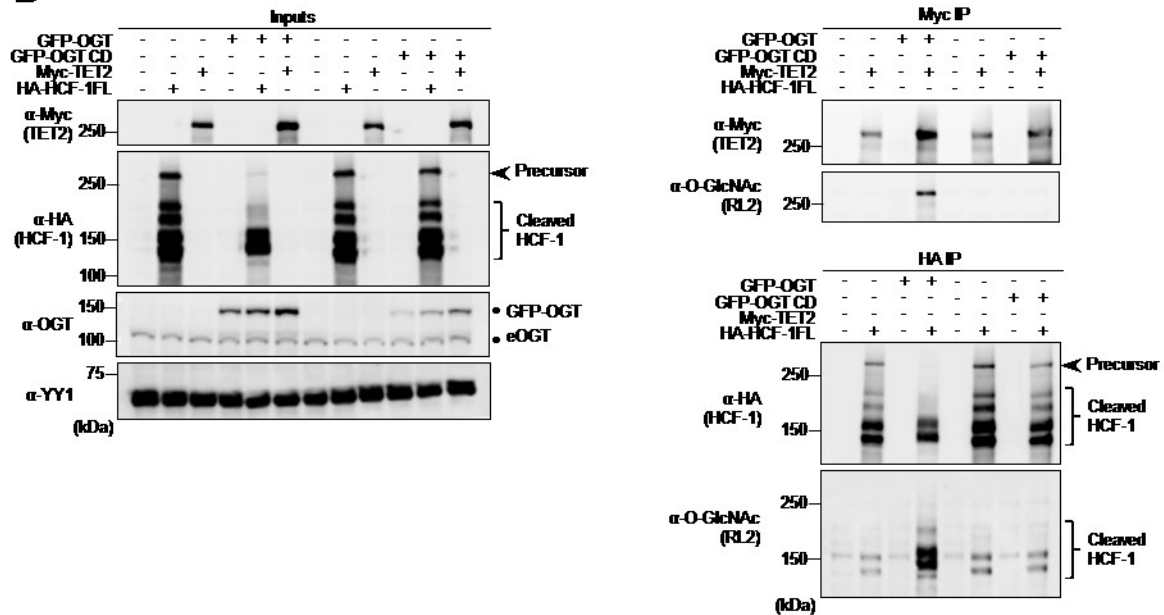 Inputs
GFP-OGT - - - + + + - - - - - -
GFP-OGT CD - - - - - - - - - + + +
Myc-TET2 - - + - - + - - + - - +
HA-HCF-1FL - + - - + - - + - - + -
α-Myc
(TET2)
250
α-HA
(HCF-1)
250
150
100
Precursor
Cleaved
HCF-1
α-OGT
150
100
• GFP-OGT
• eOGT
α-YY1
75
(kDa)
Myc IP
GFP-OGT - - + + - - - -
GFP-OGT CD - - - - - - + +
Myc-TET2 - + - + - + - +
HA-HCF-1FL - - - - - - - -
α-Myc
(TET2)
250
α-O-GlcNAc
(RL2)
250
HA IP
GFP-OGT - - + + - - - -
GFP-OGT CD - - - - - - + +
Myc-TET2 - - - - - - - -
HA-HCF-1FL - + - + - + - +
α-HA
(HCF-1)
250
150
Precursor
Cleaved
HCF-1
α-O-GlcNAc
(RL2)
250
150
Cleaved
HCF-1
(kDa)